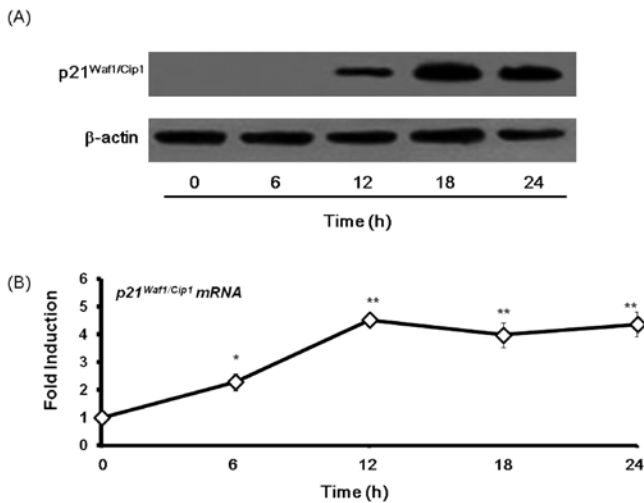 (A)
p21Waf1/Cip1
β-actin
0 6 12 18 24
Time (h)
(B)
p21Waf1/Cip1 mRNA
Fold Induction
6
5
4
3
2
1
0
* ** ** **
0 6 12 18 24
Time (h)